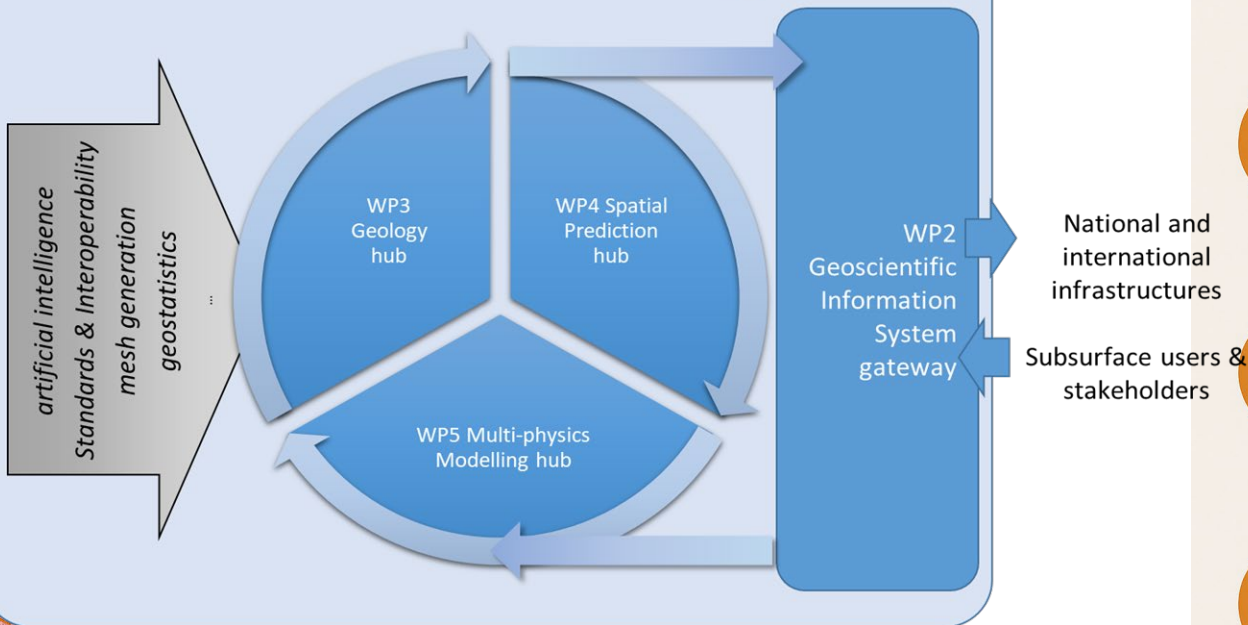 artificial intelligence
Standards & Interoperability
mesh generation
geostatistics
...
WP3
Geology
hub
WP4 Spatial
Prediction
hub
WP5 Multi-physics
Modelling hub
WP2
Geoscientific
Information
System
gateway
National and
international
infrastructures
Subsurface users &
stakeholders